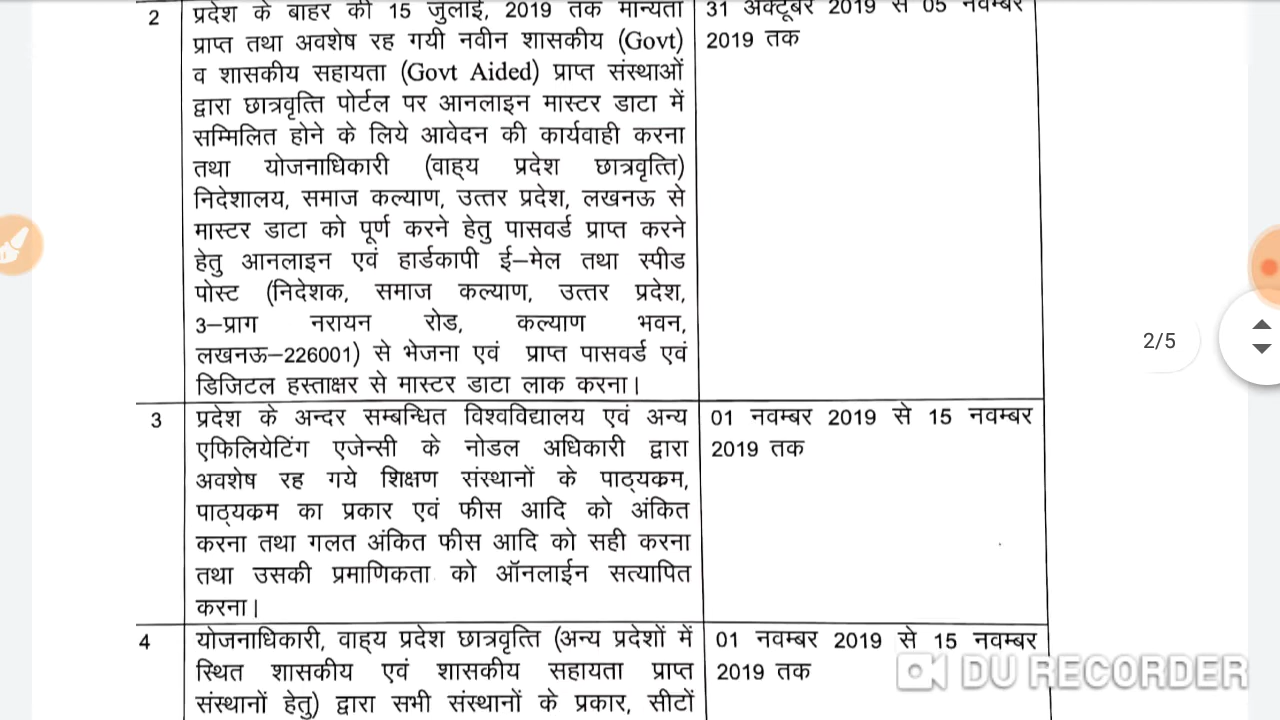 2 प्रदेश के बाहर की 15 जुलाई, 2019 तक मान्यता 31 अक्टूबर 2019 से 05 नवम्बर
प्राप्त तथा अवशेष रह गयी नवीन शासकीय (Govt) 2019 तक
व शासकीय सहायता (Govt Aided) प्राप्त संस्थाओं
द्वारा छात्रवृत्ति पोर्टल पर आनलाइन मास्टर डाटा में
सम्मिलित होने के लिये आवेदन की कार्यवाही करना
तथा योजनाधिकारी (वाह्य प्रदेश छात्रवृत्ति)
निदेशालय, समाज कल्याण, उत्तर प्रदेश, लखनऊ से
मास्टर डाटा को पूर्ण करने हेतु पासवर्ड प्राप्त करने
हेतु आनलाइन एवं हार्डकापी ई–मेल तथा स्पीड
पोस्ट (निदेशक, समाज कल्याण, उत्तर प्रदेश,
3–प्राग नरायन रोड, कल्याण भवन, 2/5
लखनऊ–226001) से भेजना एवं प्राप्त पासवर्ड एवं
डिजिटल हस्ताक्षर से मास्टर डाटा लाक करना।
3 प्रदेश के अन्दर सम्बन्धित विश्वविद्यालय एवं अन्य 01 नवम्बर 2019 से 15 नवम्बर
एफिलियेटिंग एजेन्सी के नोडल अधिकारी द्वारा 2019 तक
अवशेष रह गये शिक्षण संस्थानों के पाठ्यकम,
पाठ्यकम का प्रकार एवं फीस आदि को अंकित
करना तथा गलत अंकित फीस आदि को सही करना
तथा उसकी प्रमाणिकता को ऑनलाईन सत्यापित
करना।
4 योजनाधिकारी, वाह्य प्रदेश छात्रवृत्ति (अन्य प्रदेशों में 01 नवम्बर 2019 से 15 नवम्बर
स्थित शासकीय एवं शासकीय सहायता प्राप्त 2019 तक
संस्थानों हेतु) द्वारा सभी संस्थानों के प्रकार, सीटों
DU RECORDER